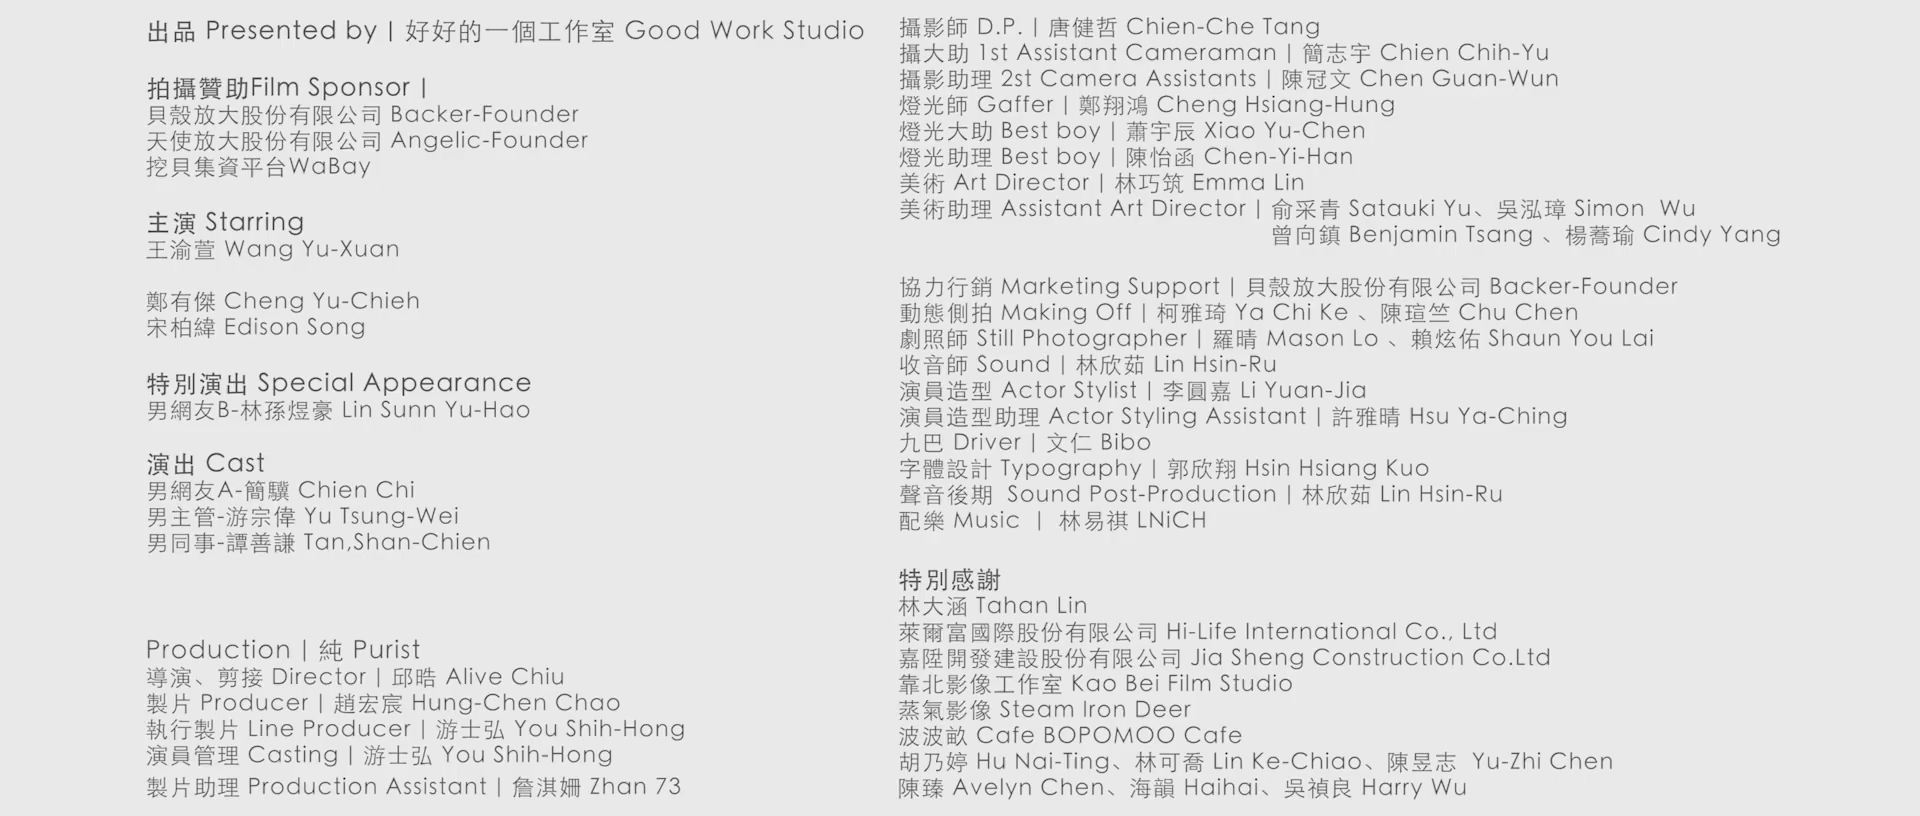 出品 Presented by | 好好的一個工作室 Good Work Studio
拍攝贊助Film Sponsor |
貝殼放大股份有限公司 Backer-Founder
天使放大股份有限公司 Angelic-Founder
挖貝集資平台WaBay
主演 Starring
王渝萱 Wang Yu-Xuan
鄭有傑 Cheng Yu-Chieh
宋柏緯 Edison Song
特別演出 Special Appearance
男網友B-林孫煜豪 Lin Sunn Yu-Hao
演出 Cast
男網友A-簡驥 Chien Chi
男主管-游宗偉 Yu Tsung-Wei
男同事-譚善謙 Tan,Shan-Chien
Production | 純 Purist
導演、剪接 Director | 邱晧 Alive Chiu
製片 Producer | 趙宏宸 Hung-Chen Chao
執行製片 Line Producer | 游士弘 You Shih-Hong
演員管理 Casting | 游士弘 You Shih-Hong
製片助理 Production Assistant | 詹淇姍 Zhan 73
攝影師 D.P. | 唐健哲 Chien-Che Tang
攝大助 1st Assistant Cameraman | 簡志宇 Chien Chih-Yu
攝影助理 2st Camera Assistants | 陳冠文 Chen Guan-Wun
燈光師 Gaffer | 鄭翔鴻 Cheng Hsiang-Hung
燈光大助 Best boy | 蕭宇辰 Xiao Yu-Chen
燈光助理 Best boy | 陳怡函 Chen-Yi-Han
美術 Art Director | 林巧筑 Emma Lin
美術助理 Assistant Art Director | 俞采青 Satauki Yu、吳泓璋 Simon Wu
曾向鎮 Benjamin Tsang 、楊蕎瑜 Cindy Yang
協力行銷 Marketing Support | 貝殼放大股份有限公司 Backer-Founder
動態側拍 Making Off | 柯雅琦 Ya Chi Ke 、陳瑄竺 Chu Chen
劇照師 Still Photographer | 羅晴 Mason Lo 、賴炫佑 Shaun You Lai
收音師 Sound | 林欣茹 Lin Hsin-Ru
演員造型 Actor Stylist | 李圓嘉 Li Yuan-Jia
演員造型助理 Actor Styling Assistant | 許雅晴 Hsu Ya-Ching
九巴 Driver | 文仁 Bibo
字體設計 Typography | 郭欣翔 Hsin Hsiang Kuo
聲音後期 Sound Post-Production | 林欣茹 Lin Hsin-Ru
配樂 Music | 林易祺 LNiCH
特別感謝
林大涵 Tahan Lin
萊爾富國際股份有限公司 Hi-Life International Co., Ltd
嘉陞開發建設股份有限公司 Jia Sheng Construction Co.Ltd
靠北影像工作室 Kao Bei Film Studio
蒸氣影像 Steam Iron Deer
波波畝 Cafe BOPOMOO Cafe
胡乃婷 Hu Nai-Ting、林可喬 Lin Ke-Chiao、陳昱志 Yu-Zhi Chen
陳臻 Avelyn Chen、海韻 Haihai、吳禎良 Harry Wu